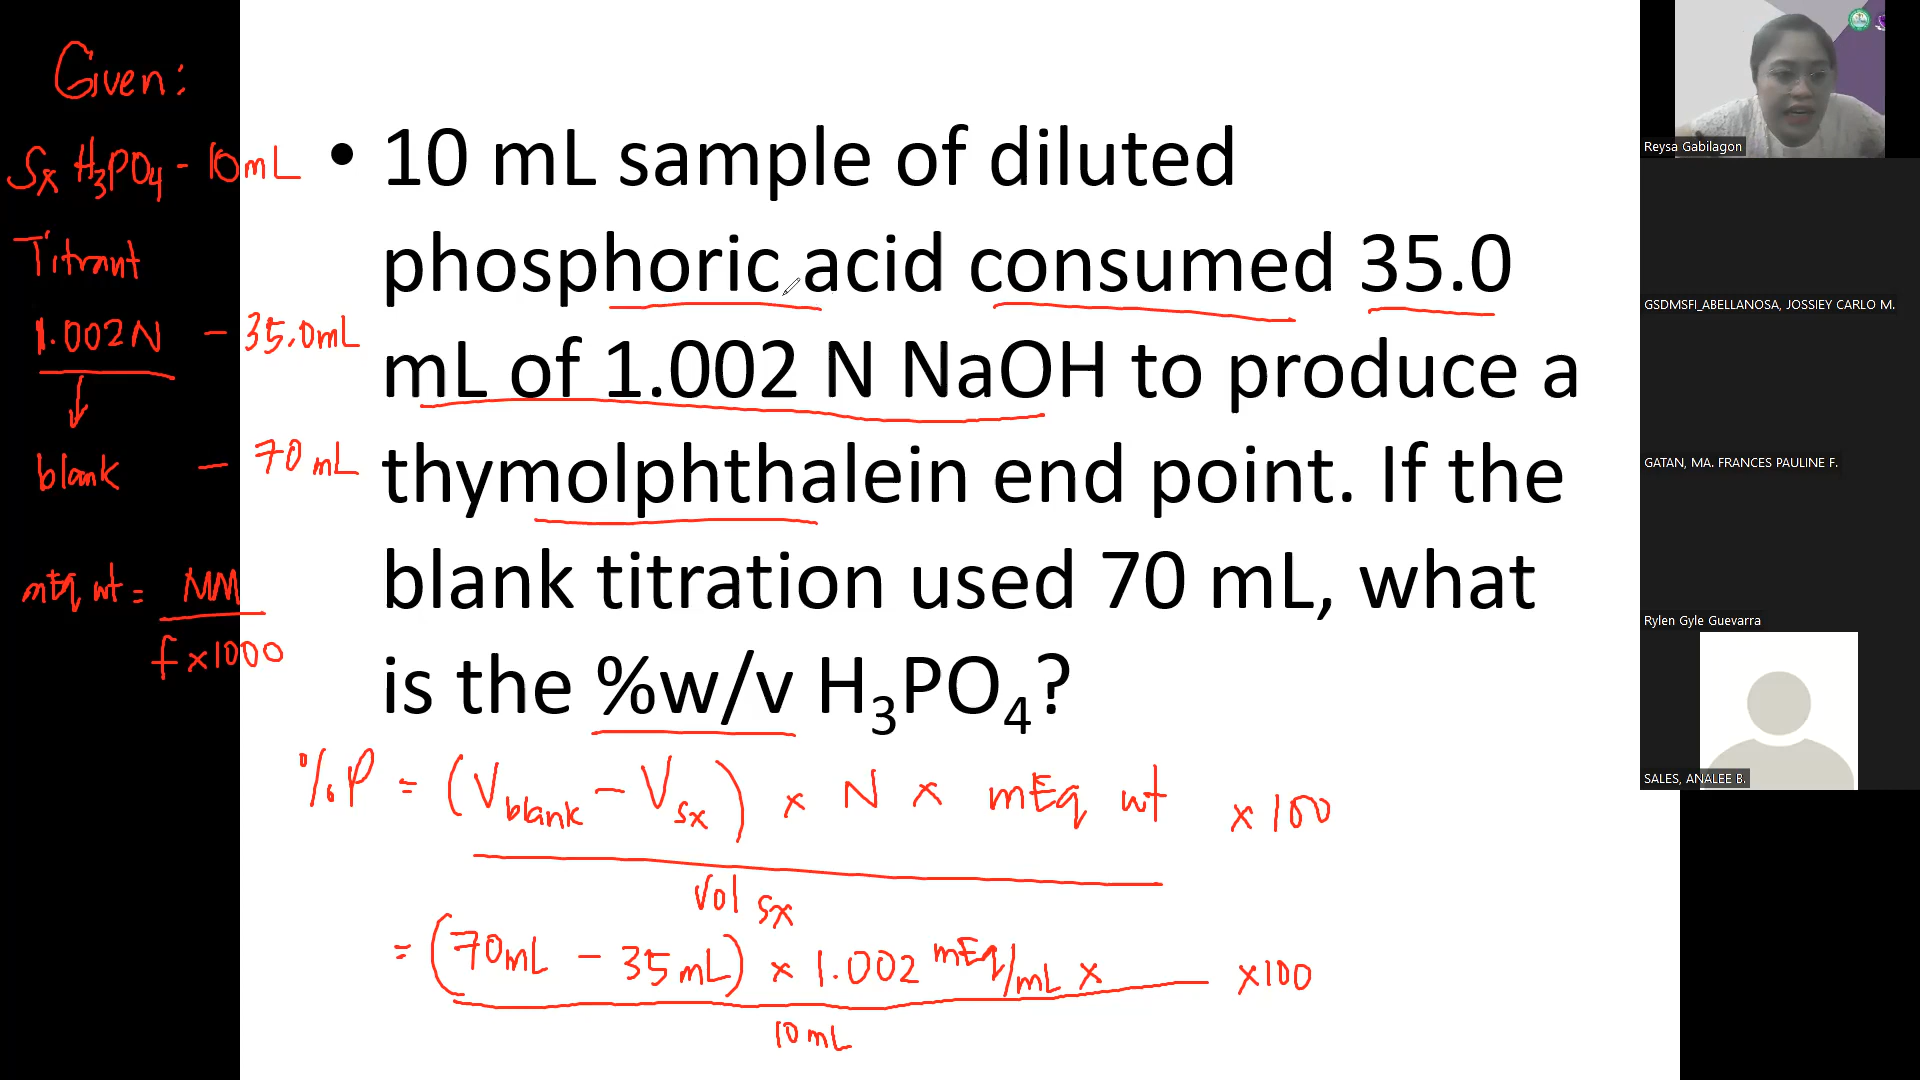 Given:
Sx H3PO4 - 10mL
Titrant
1.002N - 35.0mL
blank - 70 mL
mEq wt = MM
f x 1000
• 10 mL sample of diluted
phosphoric acid consumed 35.0
mL of 1.002 N NaOH to produce a
thymolphthalein end point. If the
blank titration used 70 mL, what
is the %w/v H₃PO₄?
%P = (Vblank - Vsx) x N x mEq wt x 100
Vol sx
= (70mL - 35mL) x 1.002 mEq/mL x x100
10 mL
Reysa Gabilagon
GSDMSFI_ABELLANOSA, JOSSIEY CARLO M.
GATAN, MA. FRANCES PAULINE F.
Rylen Gyle Guevarra
SALES, ANALEE B.